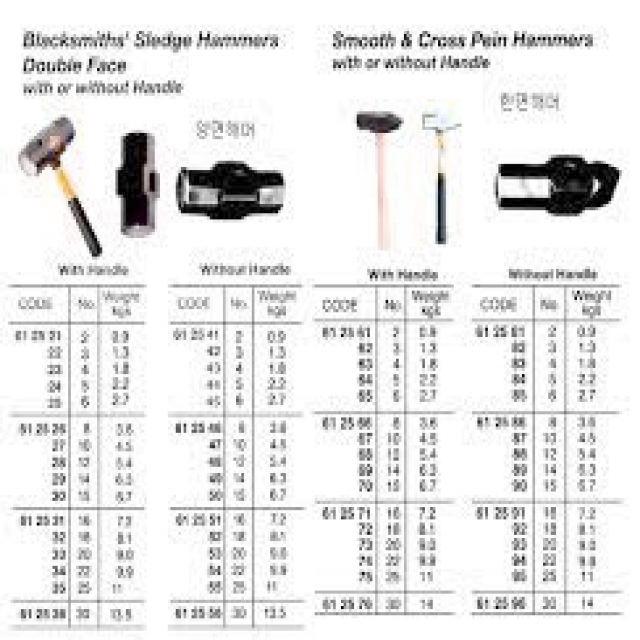 Blacksmiths' Sledge Hammers
Double Face
with or without Handle
양면해머
With Handle
CODE No. Weight kgs
61 25 21 2 0.9
22 3 1.3
23 4 1.8
24 5 2.2
25 6 2.7
61 25 26 8 3.6
27 10 4.5
28 12 5.4
29 14 6.3
30 15 6.7
61 25 31 16 7.2
32 18 8.1
33 20 9.0
34 22 9.9
35 25 11
61 25 36 30 13.5
Without Handle
CODE No. Weight kgs
61 25 41 2 0.9
42 3 1.3
43 4 1.8
44 5 2.2
45 6 2.7
61 25 46 8 3.6
47 10 4.5
48 12 5.4
49 14 6.3
50 15 6.7
61 25 51 16 7.2
52 18 8.1
53 20 9.0
54 22 9.9
55 25 11
61 25 56 30 13.5
Smooth & Cross Pein Hammers
with or without Handle
한면해머
With Handle
CODE No. Weight kgs
61 25 61 2 0.9
62 3 1.3
63 4 1.8
64 5 2.2
65 6 2.7
61 25 66 8 3.6
67 10 4.5
68 12 5.4
69 14 6.3
70 15 6.7
61 25 71 16 7.2
72 18 8.1
73 20 9.0
74 22 9.9
75 25 11
61 25 76 30 14
Without Handle
CODE No. Weight kgs
61 25 81 2 0.9
82 3 1.3
83 4 1.8
84 5 2.2
85 6 2.7
61 25 86 8 3.6
87 10 4.5
88 12 5.4
89 14 6.3
90 15 6.7
61 25 91 16 7.2
92 18 8.1
93 20 9.0
94 22 9.9
95 25 11
61 25 96 30 14